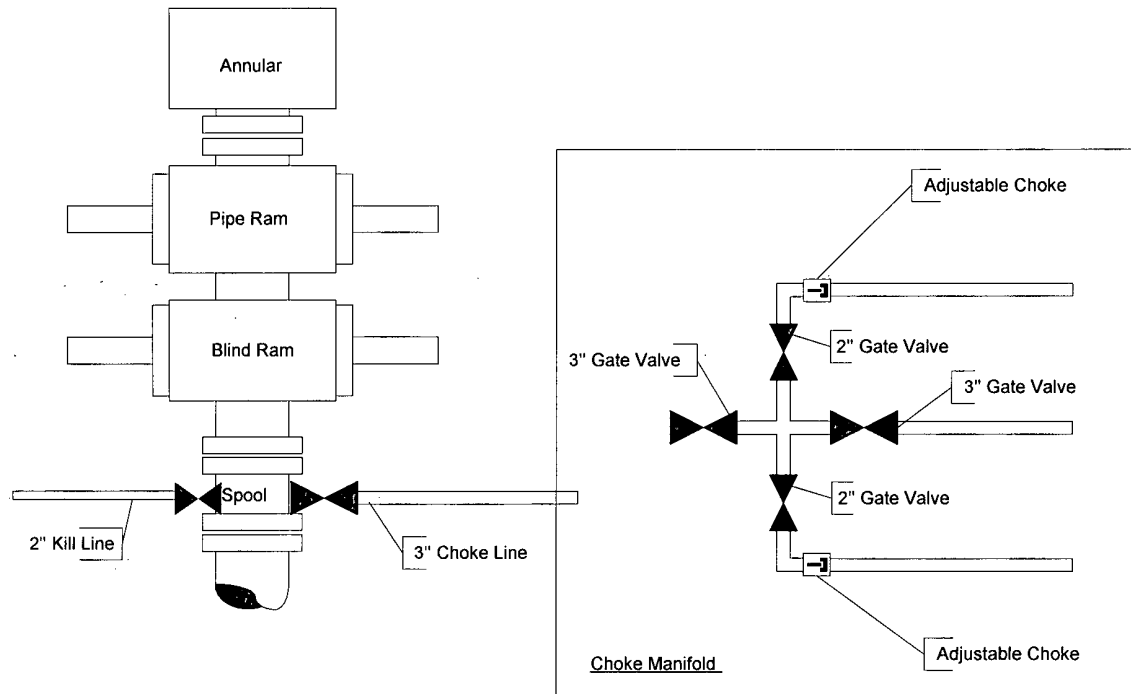 Annular
Pipe Ram
Blind Ram
Spool
2" Kill Line
3" Choke Line
Adjustable Choke
2" Gate Valve
3" Gate Valve
3" Gate Valve
2" Gate Valve
Adjustable Choke
Choke Manifold